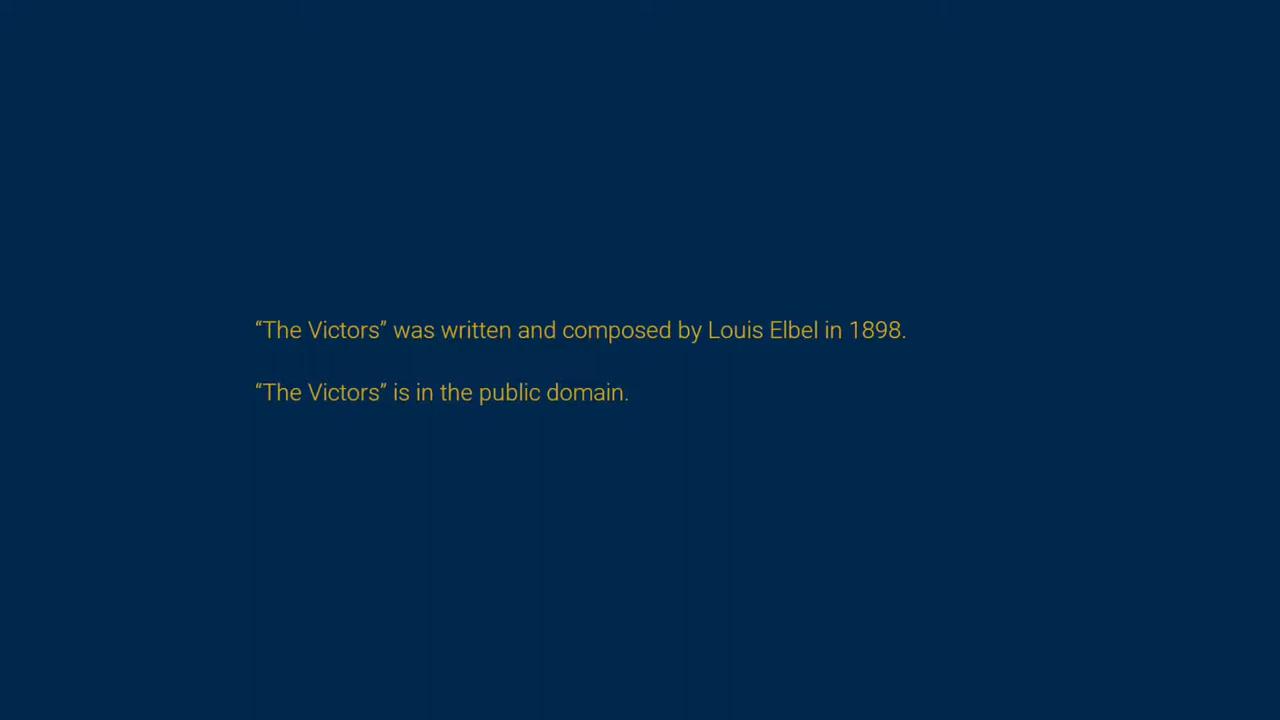 “The Victors” was written and composed by Louis Elbel in 1898.
“The Victors” is in the public domain.